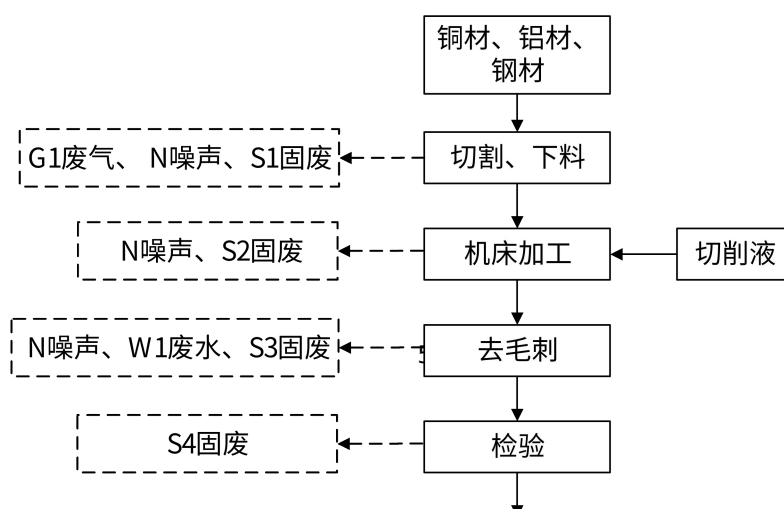 铜材、铝材、
钢材
G1废气、 N噪声、S1固废
切割、下料
N噪声、S2固废
机床加工
切削液
N噪声、W1废水、S3固废
去毛刺
S4固废
检验